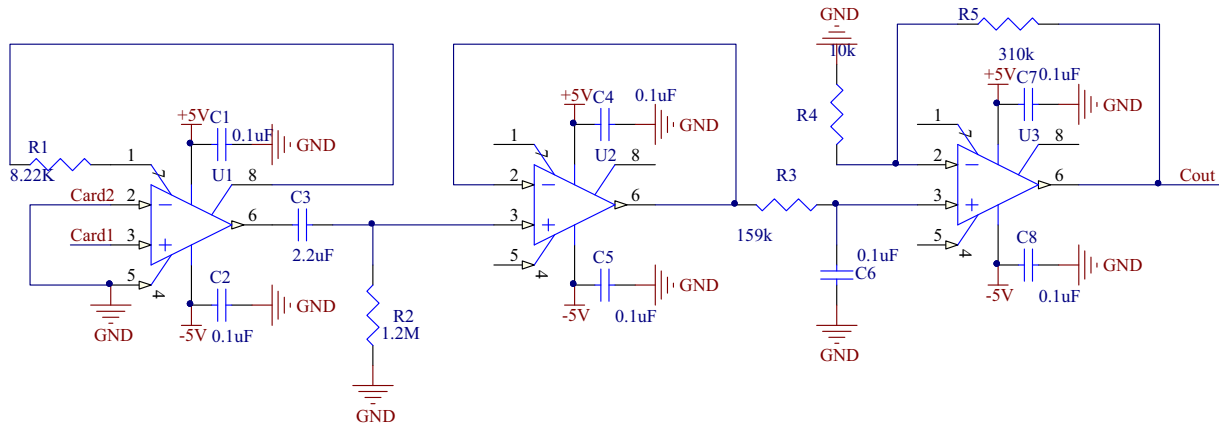 GND
R5
10k
310k
+5V
C7
0.1uF
GND
R4
1
7
U3
8
2
3
6
Cout
5
4
-5V
C8
0.1uF
GND
+5V
C4
0.1uF
GND
1
7
U2
8
2
3
6
5
4
-5V
C5
0.1uF
GND
R3
159k
0.1uF
C6
GND
+5V
C1
0.1uF
GND
R1
8.22K
1
7
U1
8
Card2
2
Card1
3
6
C3
2.2uF
5
4
GND
-5V
C2
0.1uF
GND
R2
1.2M
GND